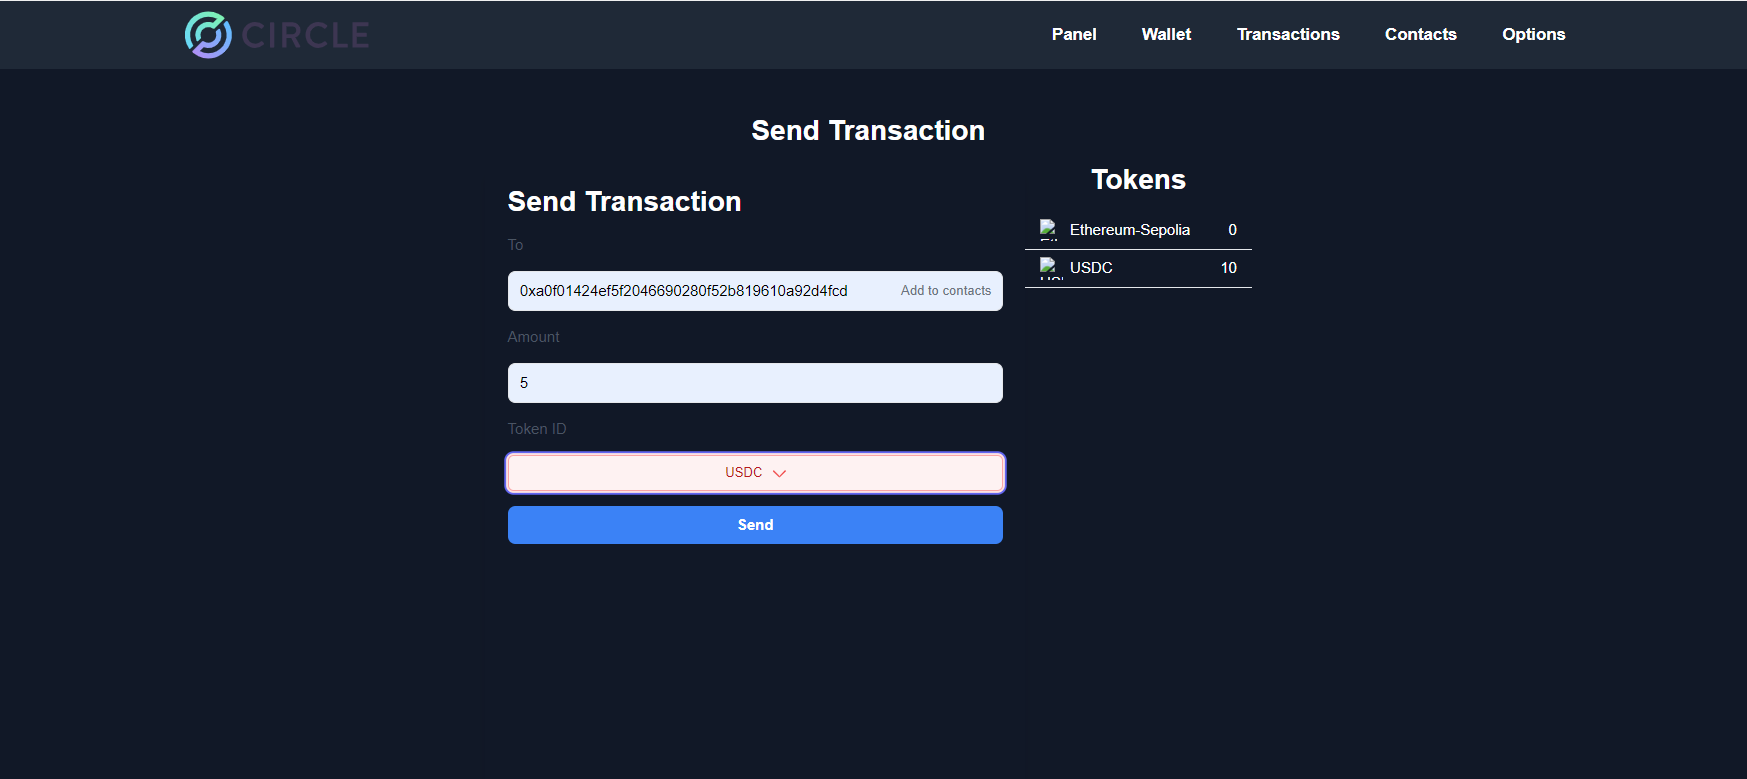 CIRCLE
Panel Wallet Transactions Contacts Options
Send Transaction
Send Transaction
To
0xa0f01424ef5f2046690280f52b819610a92d4fcd Add to contacts
Amount
5
Token ID
USDC
Send
Tokens
Ethereum-Sepolia 0
USDC 10